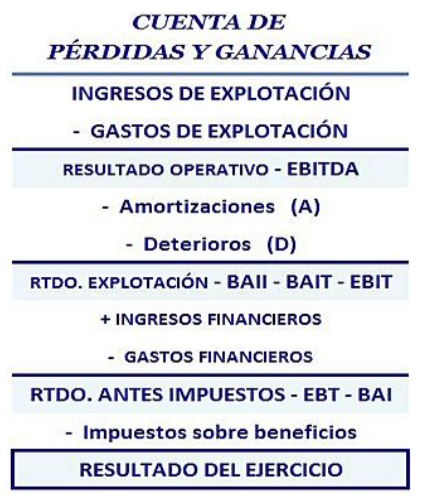 CUENTA DE
PÉRDIDAS Y GANANCIAS
INGRESOS DE EXPLOTACIÓN
- GASTOS DE EXPLOTACIÓN
RESULTADO OPERATIVO - EBITDA
- Amortizaciones (A)
- Deterioros (D)
RTDO. EXPLOTACIÓN - BAII - BAIT - EBIT
+ INGRESOS FINANCIEROS
- GASTOS FINANCIEROS
RTDO. ANTES IMPUESTOS - EBT - BAI
- Impuestos sobre beneficios
RESULTADO DEL EJERCICIO